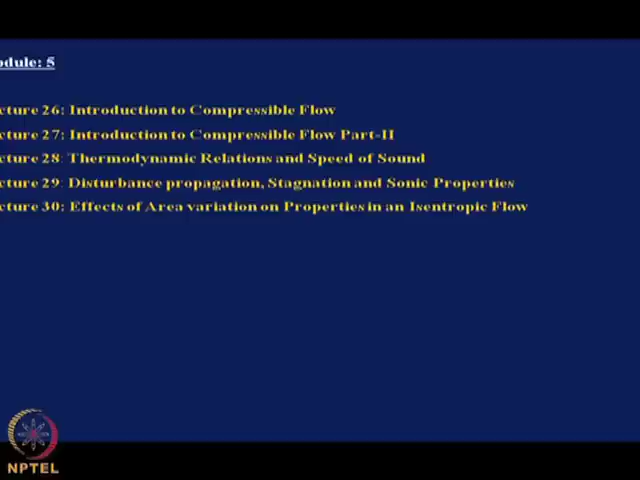 odule: 5
cture 26: Introduction to Compressible Flow
cture 27: Introduction to Compressible Flow Part-II
cture 28: Thermodynamic Relations and Speed of Sound
cture 29: Disturbance propagation, Stagnation and Sonic Properties
cture 30: Effects of Area variation on Properties in an Isentropic Flow
NPTEL